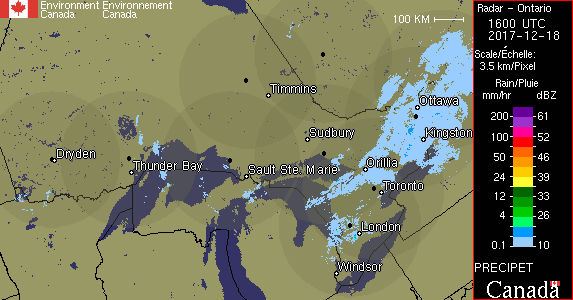 Environment Environnement
Canada Canada
100 KM
Timmins
Ottawa
Sudbury
Kingston
Dryden
Thunder Bay
Sault Ste. Marie
Orillia
Toronto
London
Windsor
Radar - Ontario
1600 UTC
2017-12-18
Scale/Échelle:
3.5 km/Pixel
Rain/Pluie
mm/hr dBZ
200 61
100 52
50 46
24 39
12 33
4 26
0.1 10
PRECIPET
Canada